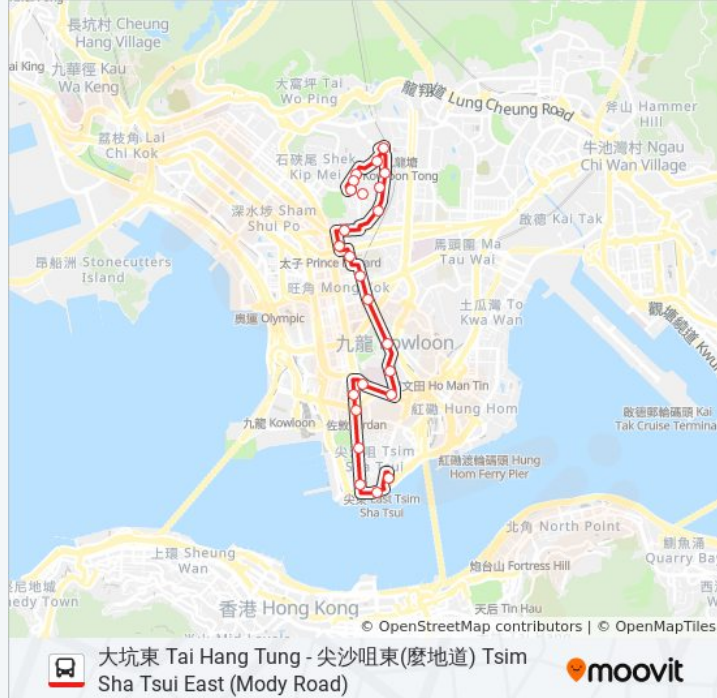 長坑村 Cheung
Hang Village
九華徑 Kau
Wa Keng
ai King
大富坪 Tai
Wo Ping
龍翔道 Lung Cheung Road
斧山 Hammer
Hill
荔枝角 Lai
Chi Kok
石硤尾 Shek
Kip Mei
九龍塘
Kowloon Tong
牛池灣村 Ngau
Chi Wan Village
深水埗 Sham
Shui Po
啟德 Kai Tak
昂船洲 Stonecutters
Island
太子 Prince Edward
馬頭圍 Ma
Tau Wai
旺角 Mong Kok
土瓜灣 To
Kwa Wan
觀塘繞道 Kwu
奧運 Olympic
九龍 Kowloon
文田 Ho Man Tin
紅磡 Hung Hom
啟德郵輪碼頭 Kai
Tak Cruise Termina
九龍 Kowloon
佐敦 Jordan
尖沙咀 Tsim
Sha Tsui
紅磡渡輪碼頭 Hung
Hom Ferry Pier
尖東 East Tsim
Sha Tsui
北角 North Point
上環 Sheung
Wan
鰂魚涌
Quarry Bay
炮台山 Fortress Hill
堅尼地城
nedy Town
香港 Hong Kong
天后 Tin Hau
© OpenStreetMap contributors | © OpenMapTiles
大坑東 Tai Hang Tung - 尖沙咀東(麼地道) Tsim
Sha Tsui East (Mody Road)
moovit